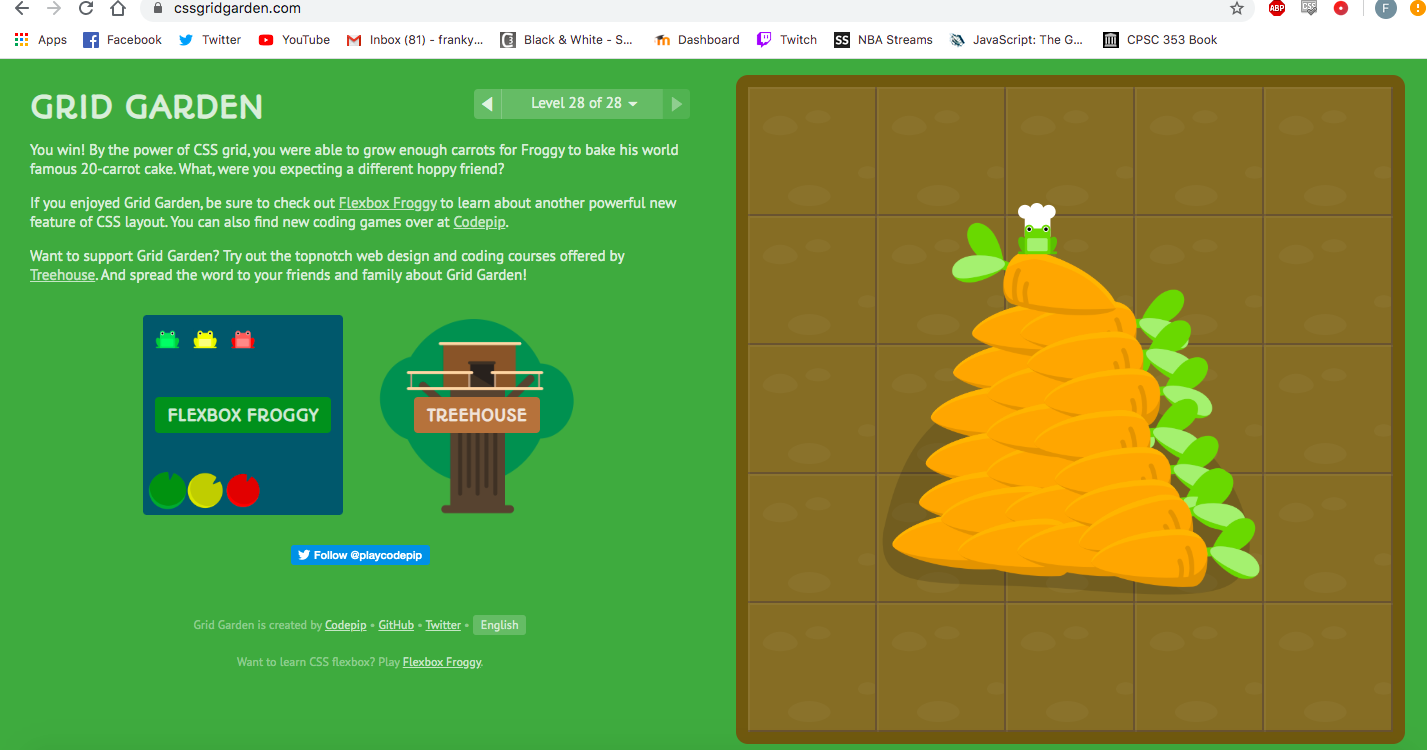 cssgridgarden.com
ABP
CSS
F
Apps
Facebook
Twitter
YouTube
Inbox (81) - franky...
Black & White - S...
Dashboard
Twitch
SS
NBA Streams
JavaScript: The G...
CPSC 353 Book
GRID GARDEN
Level 28 of 28
You win! By the power of CSS grid, you were able to grow enough carrots for Froggy to bake his world
famous 20-carrot cake. What, were you expecting a different hoppy friend?
If you enjoyed Grid Garden, be sure to check out Flexbox Froggy to learn about another powerful new
feature of CSS layout. You can also find new coding games over at Codepip.
Want to support Grid Garden? Try out the topnotch web design and coding courses offered by
Treehouse. And spread the word to your friends and family about Grid Garden!
FLEXBOX FROGGY
TREEHOUSE
Follow @playcodepip
Grid Garden is created by Codepip • GitHub • Twitter • English
Want to learn CSS flexbox? Play Flexbox Froggy.